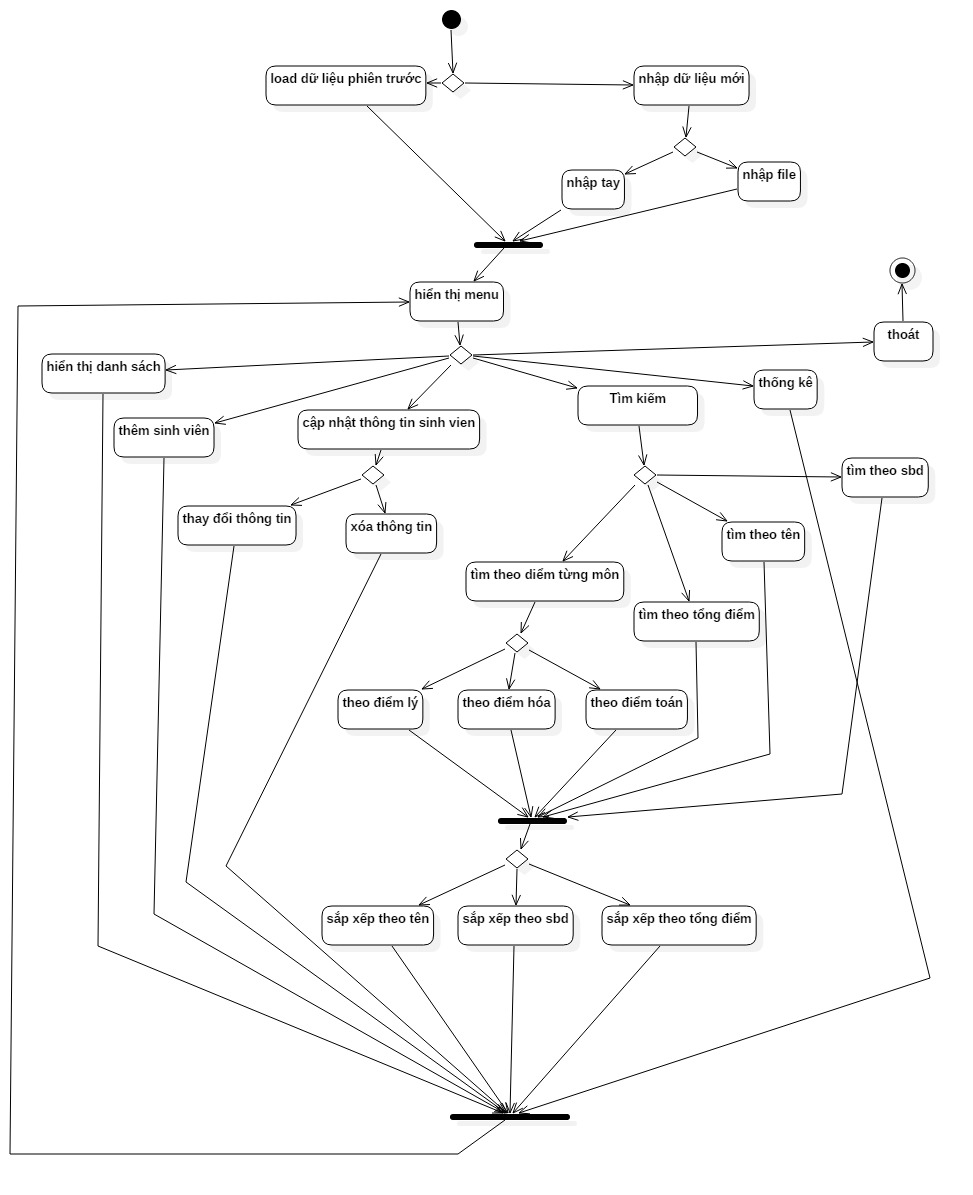 load dữ liệu phiên trước
nhập dữ liệu mới
nhập tay
nhập file
hiển thị menu
thoát
hiển thị danh sách
thống kê
Tìm kiếm
thêm sinh viên
cập nhật thông tin sinh vien
tìm theo sbd
thay đổi thông tin
xóa thông tin
tìm theo tên
tìm theo diểm từng môn
tìm theo tổng điểm
theo điểm lý
theo điểm hóa
theo điểm toán
sắp xếp theo tên
sắp xếp theo sbd
sắp xếp theo tổng điểm